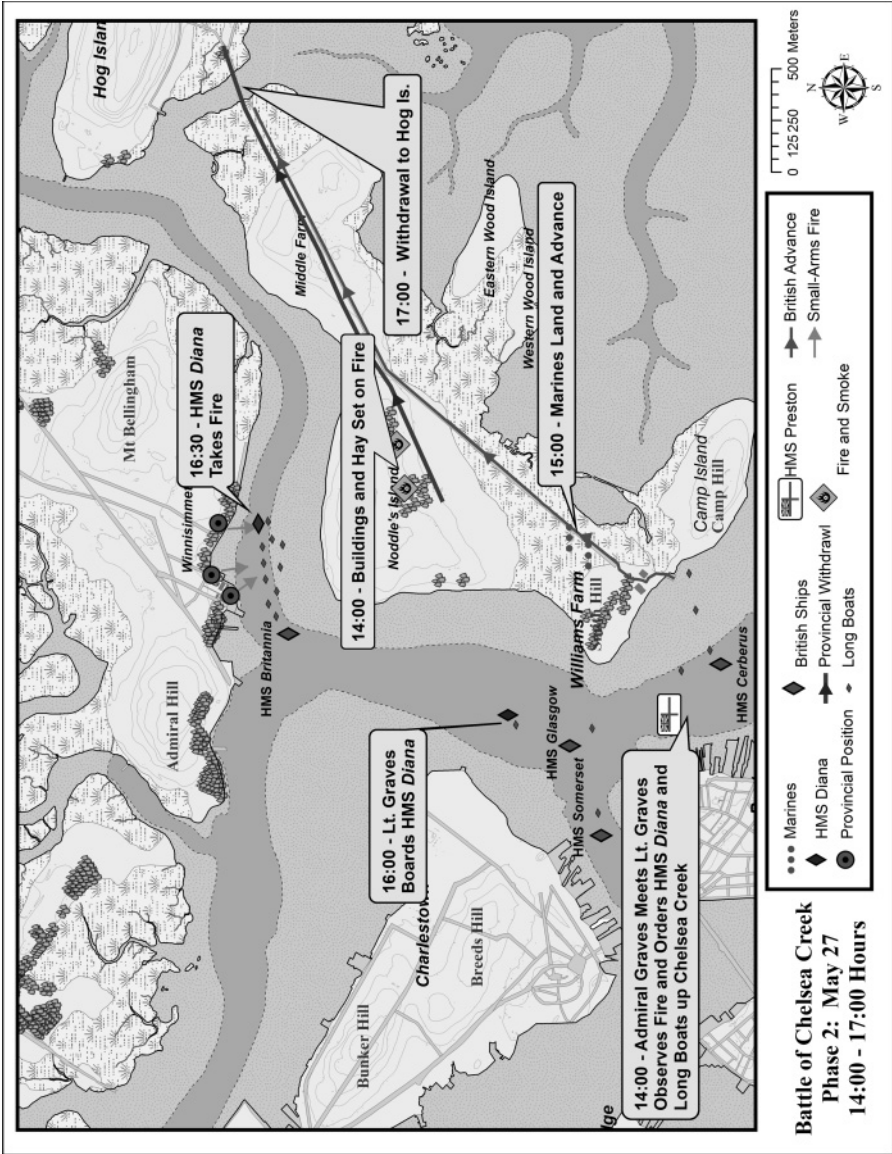 Hog Islan
Middle Farm
17:00 - Withdrawal to Hog Is.
Eastern Wood Island
Western Wood Island
Mt Bellingham
16:30 - HMS Diana
Takes Fire
Winnisimmet
14:00 - Buildings and Hay Set on Fire
Noddle's Island
15:00 - Marines Land and Advance
Camp Island
Camp Hill
Williams Farm
Hill
Admiral Hill
HMS Britannia
16:00 - Lt. Graves
Boards HMS Diana
HMS Glasgow
HMS Somerset
HMS Cerberus
Charlestow
Breeds Hill
Bunker Hill
14:00 - Admiral Graves Meets Lt. Graves
Observes Fire and Orders HMS Diana and
Long Boats up Chelsea Creek
dge
Battle of Chelsea Creek
Phase 2: May 27
14:00 - 17:00 Hours
Marines
HMS Diana
Provincial Position
British Ships
Provincial Withdrawl
Long Boats
HMS Preston
Fire and Smoke
British Advance
Small-Arms Fire
0 125 250 500 Meters
N
E
S
W